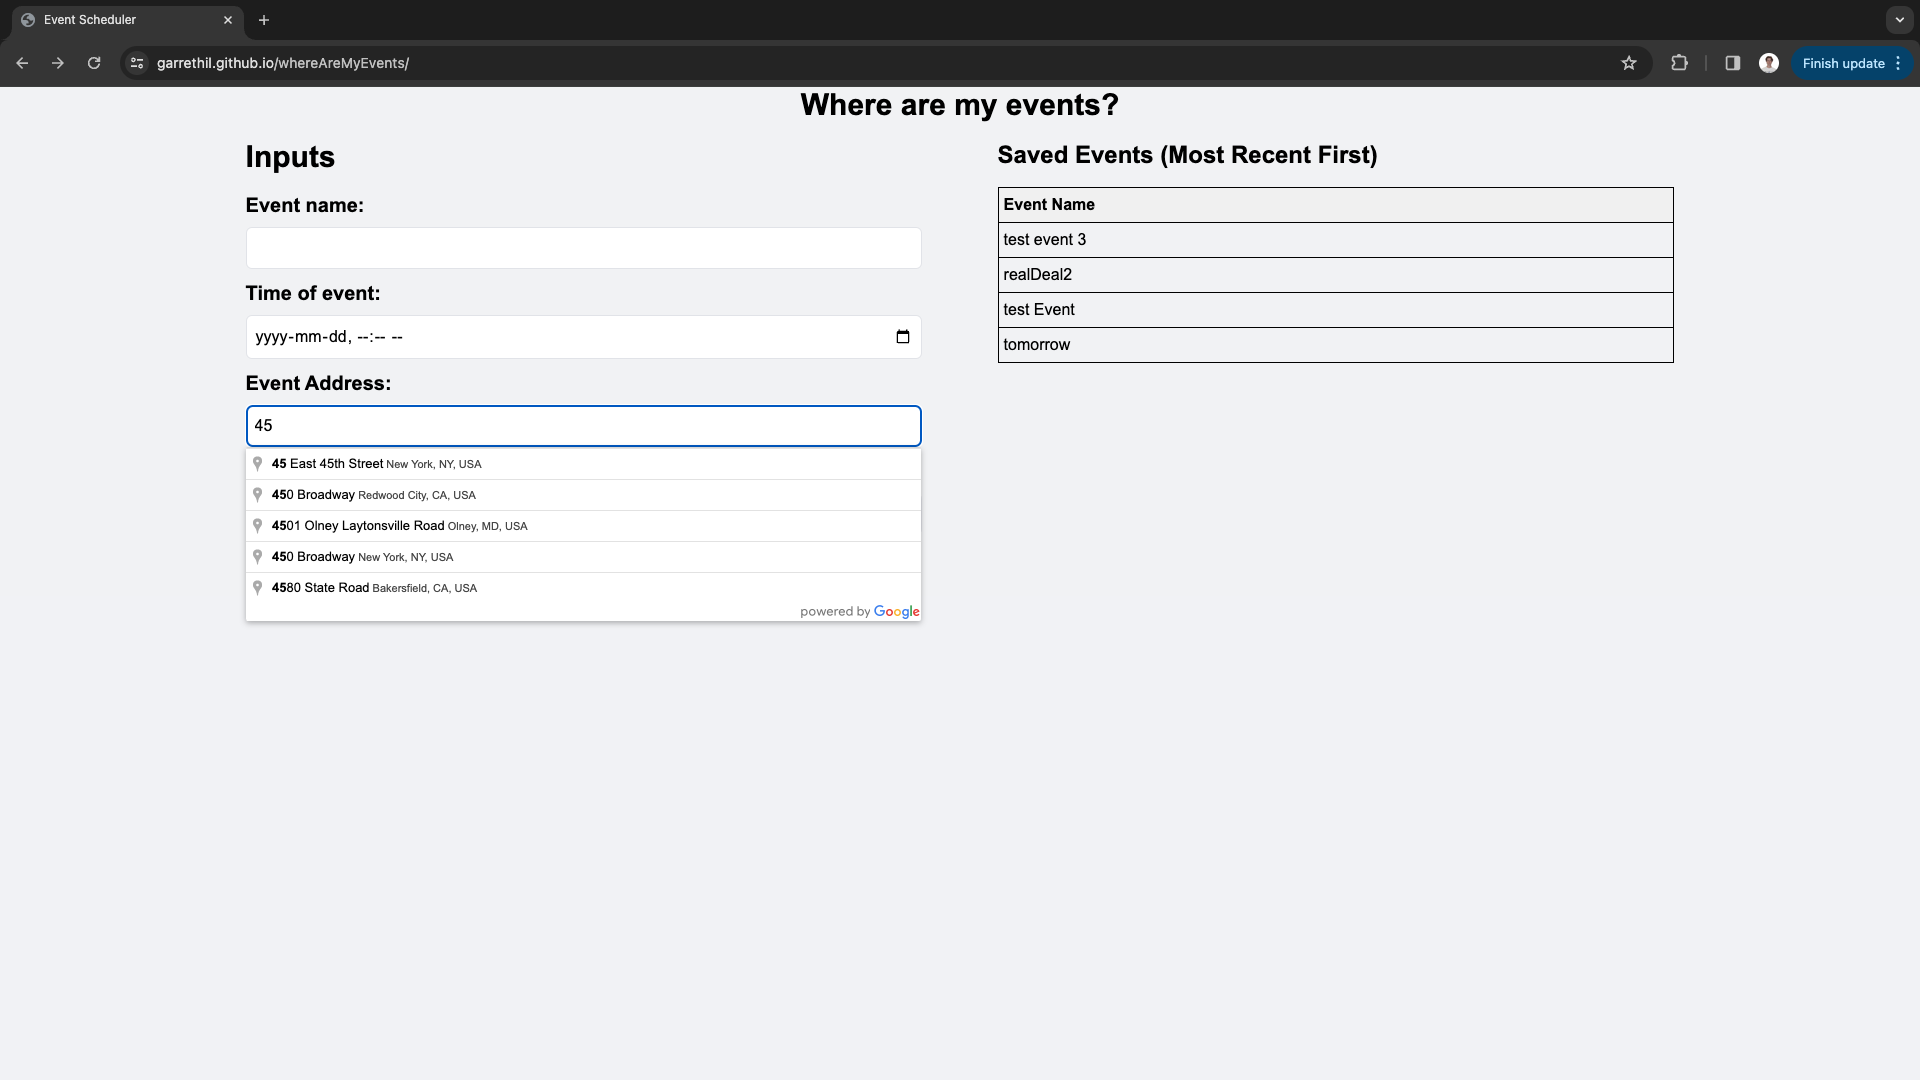 Event Scheduler
garrethil.github.io/whereAreMyEvents/
Finish update
Where are my events?
Inputs
Event name:
Time of event:
yyyy-mm-dd, --:-- --
Event Address:
45
45 East 45th Street New York, NY, USA
450 Broadway Redwood City, CA, USA
4501 Olney Laytonsville Road Olney, MD, USA
450 Broadway New York, NY, USA
4580 State Road Bakersfield, CA, USA
powered by Google
Saved Events (Most Recent First)
Event Name
test event 3
realDeal2
test Event
tomorrow